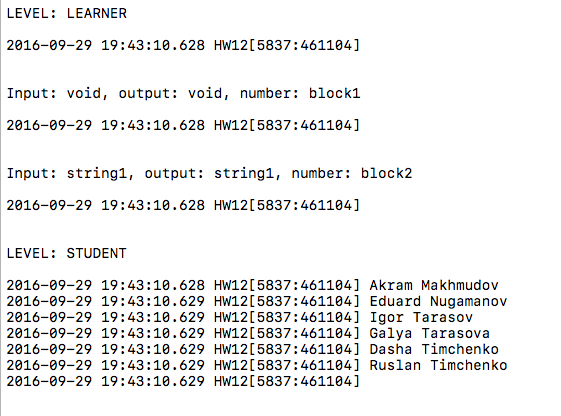 LEVEL: LEARNER
2016-09-29 19:43:10.628 HW12[5837:461104]
Input: void, output: void, number: block1
2016-09-29 19:43:10.628 HW12[5837:461104]
Input: string1, output: string1, number: block2
2016-09-29 19:43:10.628 HW12[5837:461104]
LEVEL: STUDENT
2016-09-29 19:43:10.628 HW12[5837:461104] Akram Makhmudov
2016-09-29 19:43:10.629 HW12[5837:461104] Eduard Nugamanov
2016-09-29 19:43:10.629 HW12[5837:461104] Igor Tarasov
2016-09-29 19:43:10.629 HW12[5837:461104] Galya Tarasova
2016-09-29 19:43:10.629 HW12[5837:461104] Dasha Timchenko
2016-09-29 19:43:10.629 HW12[5837:461104] Ruslan Timchenko
2016-09-29 19:43:10.629 HW12[5837:461104]